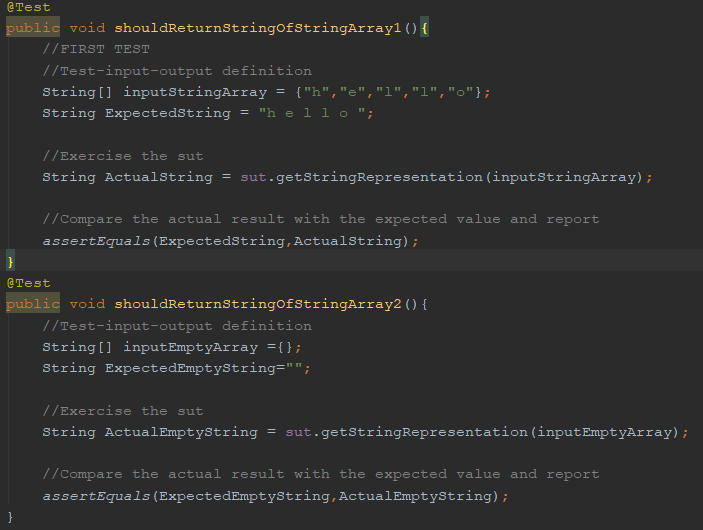 @Test
public void shouldReturnStringOfStringArray1(){
//FIRST TEST
//Test-input-output definition
String[] inputStringArray = {"h","e","l","l","o"};
String ExpectedString = "h e l l o ";
//Exercise the sut
String ActualString = sut.getStringRepresentation(inputStringArray);
//Compare the actual result with the expected value and report
assertEquals(ExpectedString,ActualString);
}
@Test
public void shouldReturnStringOfStringArray2(){
//Test-input-output definition
String[] inputEmptyArray ={};
String ExpectedEmptyString="";
//Exercise the sut
String ActualEmptyString = sut.getStringRepresentation(inputEmptyArray);
//Compare the actual result with the expected value and report
assertEquals(ExpectedEmptyString,ActualEmptyString);
}